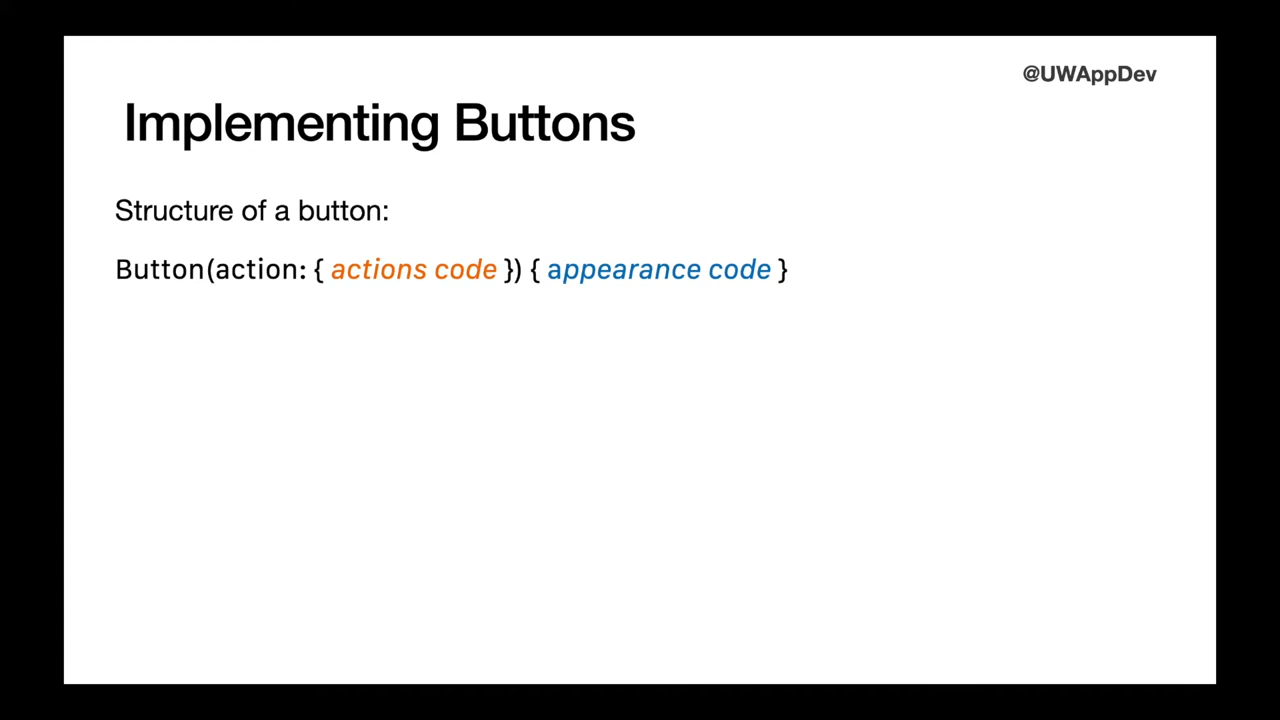 @UWAppDev
Implementing Buttons
Structure of a button:
Button(action: { actions code }) { appearance code }